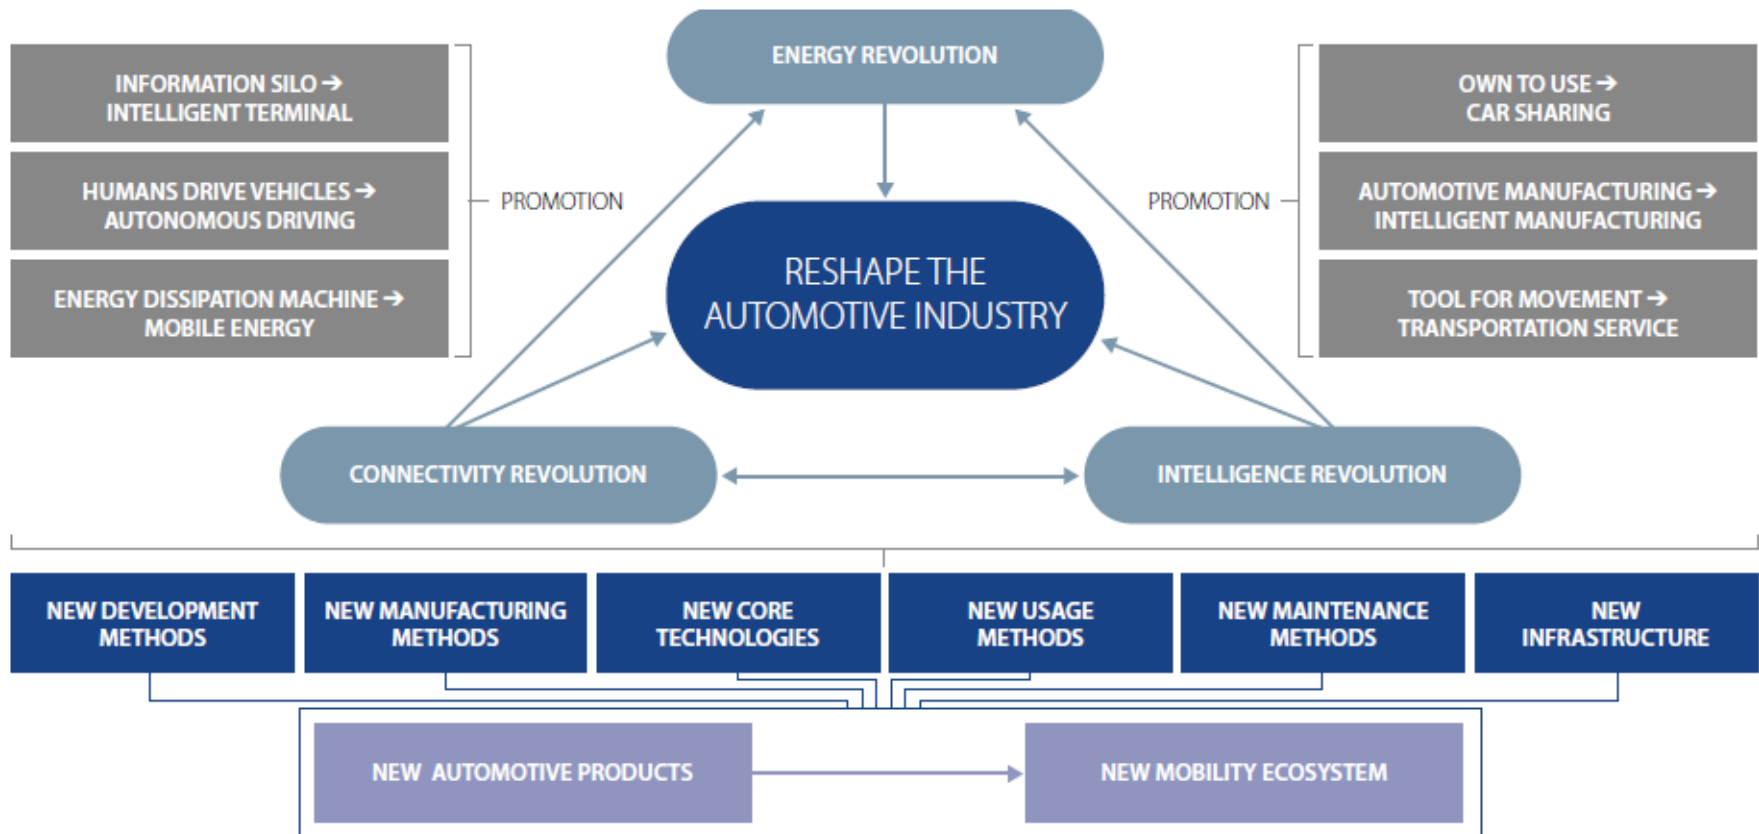 ENERGY REVOLUTION
INFORMATION SILO ➔
INTELLIGENT TERMINAL
HUMANS DRIVE VEHICLES ➔
AUTONOMOUS DRIVING
ENERGY DISSIPATION MACHINE ➔
MOBILE ENERGY
PROMOTION
RESHAPE THE
AUTOMOTIVE INDUSTRY
PROMOTION
OWN TO USE ➔
CAR SHARING
AUTOMOTIVE MANUFACTURING ➔
INTELLIGENT MANUFACTURING
TOOL FOR MOVEMENT ➔
TRANSPORTATION SERVICE
CONNECTIVITY REVOLUTION
INTELLIGENCE REVOLUTION
NEW DEVELOPMENT
METHODS
NEW MANUFACTURING
METHODS
NEW CORE
TECHNOLOGIES
NEW USAGE
METHODS
NEW MAINTENANCE
METHODS
NEW
INFRASTRUCTURE
NEW AUTOMOTIVE PRODUCTS
NEW MOBILITY ECOSYSTEM